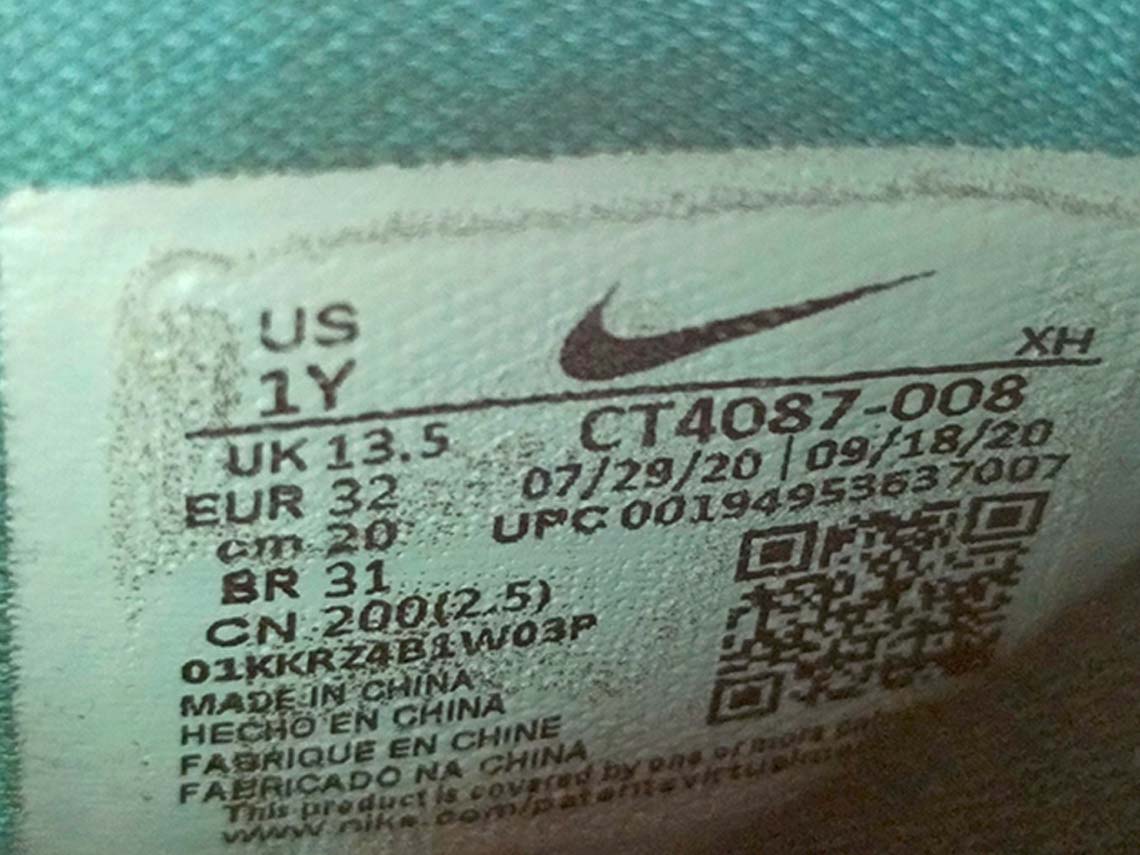 US
1Y
XH
UK 13.5
EUR 32
cm 20
BR 31
CN 200(2.5)
CT4087-008
07/29/20 | 09/18/20
UPC 00194953637007
01KKRZ4B1W03P
MADE IN CHINA
HECHO EN CHINA
FABRIQUE EN CHINE
FABRICADO NA CHINA
This product is covered by one or more
www.nike.com/patents